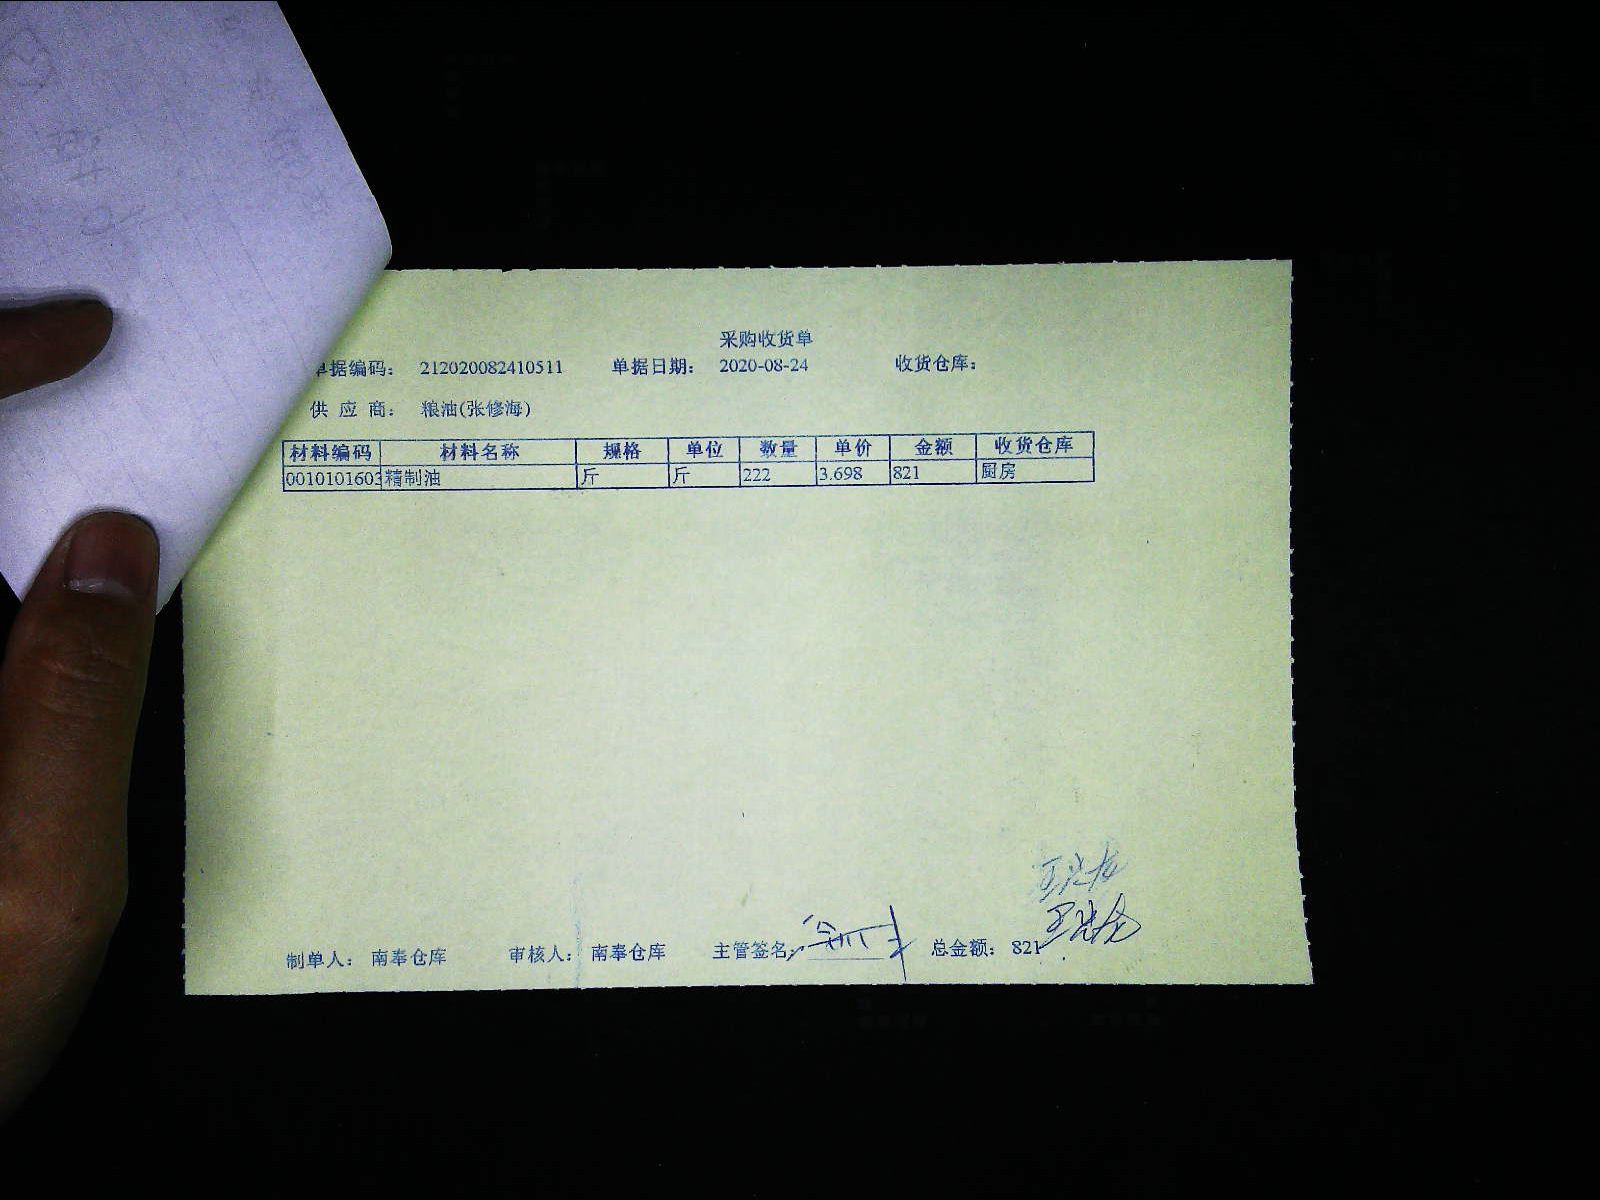 采购收货单
单据编码： 212020082410511 单据日期： 2020-08-24 收货仓库：
供 应 商： 粮油(张修海)
材料编码 材料名称 规格 单位 数量 单价 金额 收货仓库
0010101603 精制油 斤 斤 222 3.698 821 厨房
制单人： 南奉仓库 审核人： 南奉仓库 主管签名： 总金额： 821